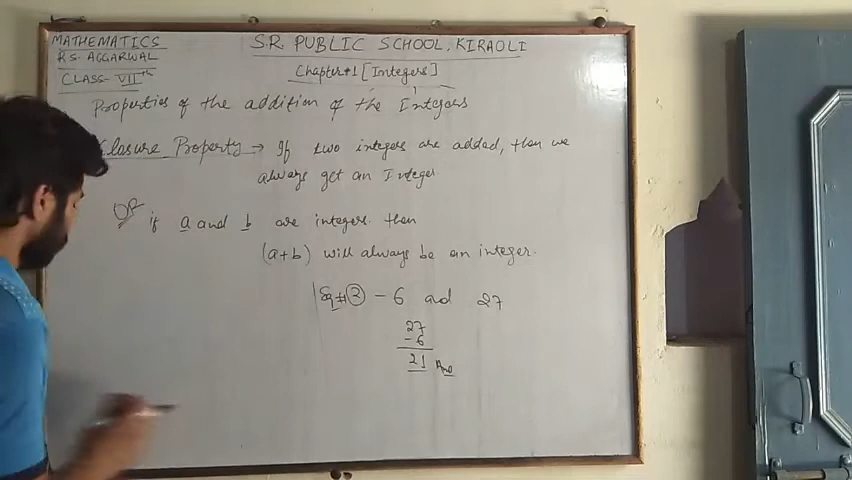 MATHEMATICS
R.S. AGGARWAL
CLASS- VIIth
S.R. PUBLIC SCHOOL, KIRAOLI
Chapter#1 [Integers]
Properties of the addition of the Integers
Closure Property → If two integers are added, then we
always get an Integer
OR
if a and b are integers then
(a+b) will always be an integer.
Eg#2 -6 and 27
27
-6
21 Ans